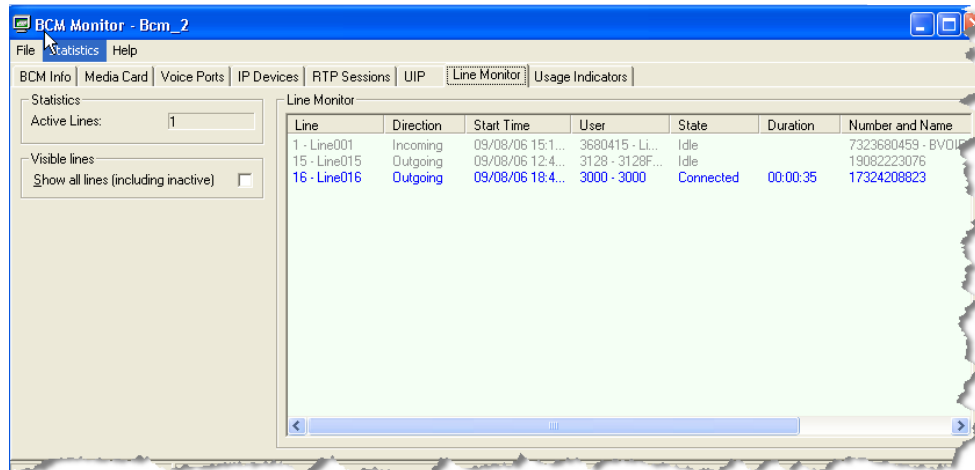 BCM Monitor - Bcm_2
File Statistics Help
BCM Info Media Card Voice Ports IP Devices RTP Sessions UIP Line Monitor Usage Indicators
Statistics
Active Lines: 1
Visible lines
Show all lines (including inactive)
Line Monitor
Line Direction Start Time User State Duration Number and Name
1 - Line001 Incoming 09/08/06 15:1... 3680415 - Li... Idle 7323680459 - BVOIP
15 - Line015 Outgoing 09/08/06 12:4... 3128 - 3128F... Idle 19082223076
16 - Line016 Outgoing 09/08/06 18:4... 3000 - 3000 Connected 00:00:35 17324208823